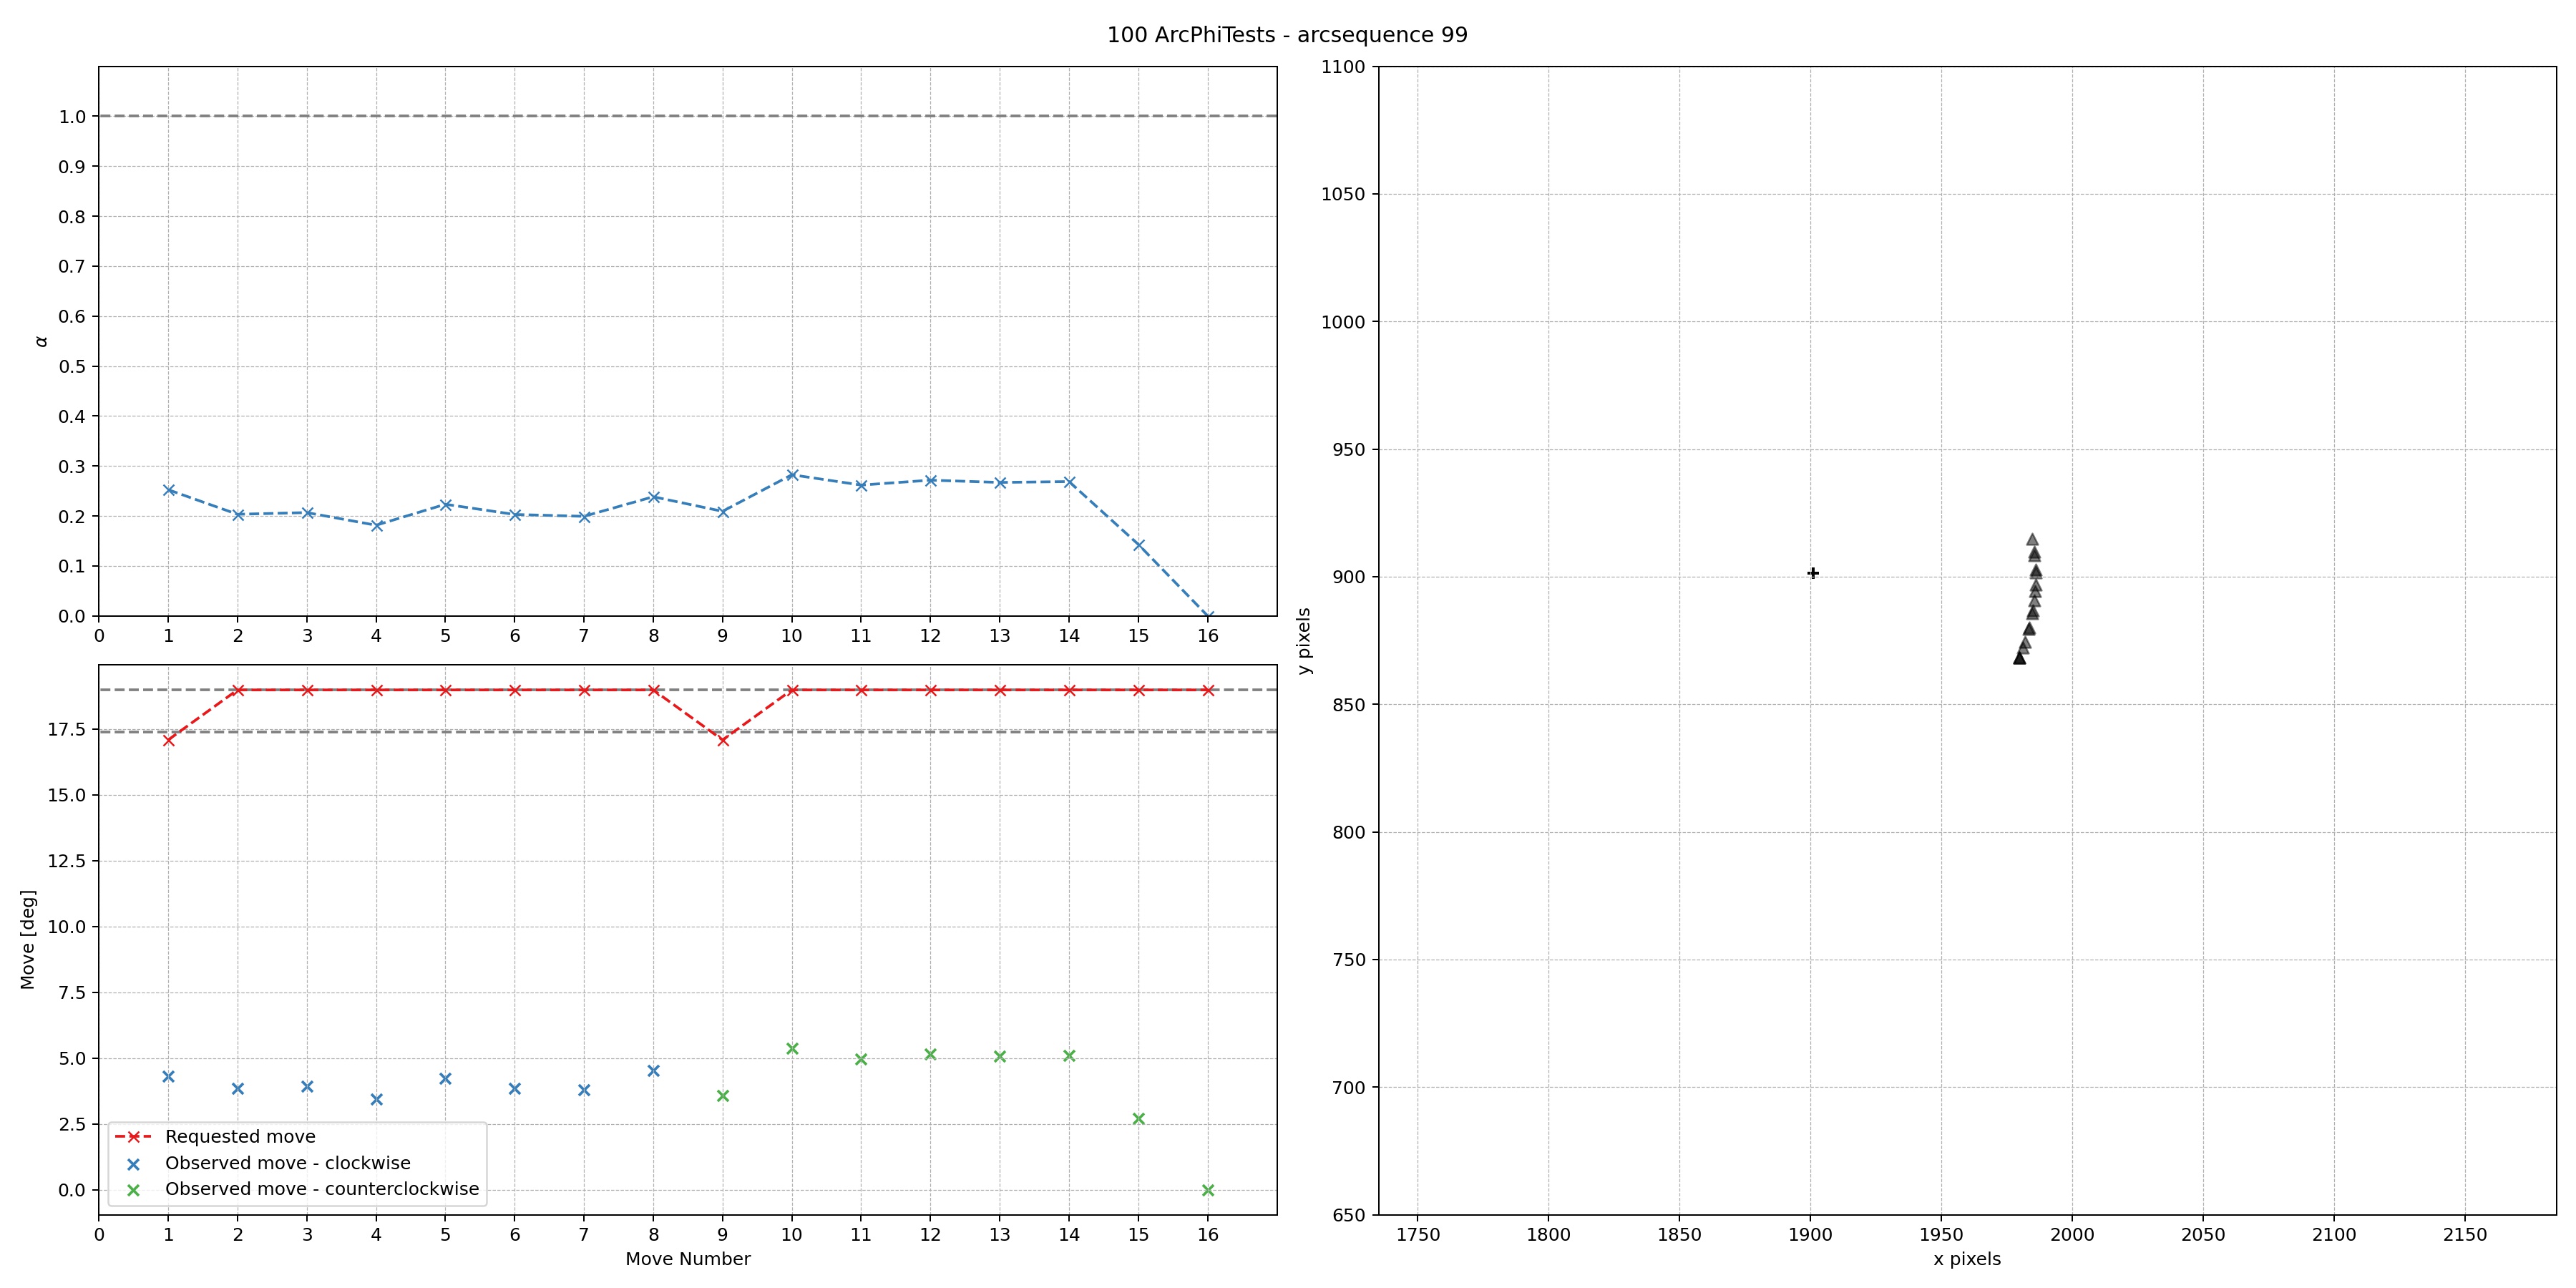 100 ArcPhiTests - arcsequence 99
1.0
0.9
0.8
0.7
0.6
0.5
0.4
0.3
0.2
0.1
0.0
α
0 1 2 3 4 5 6 7 8 9 10 11 12 13 14 15 16
17.5
15.0
12.5
10.0
7.5
5.0
2.5
0.0
Move [deg]
Requested move
Observed move - clockwise
Observed move - counterclockwise
0 1 2 3 4 5 6 7 8 9 10 11 12 13 14 15 16
Move Number
1100
1050
1000
950
900
850
800
750
700
650
y pixels
1750 1800 1850 1900 1950 2000 2050 2100 2150
x pixels